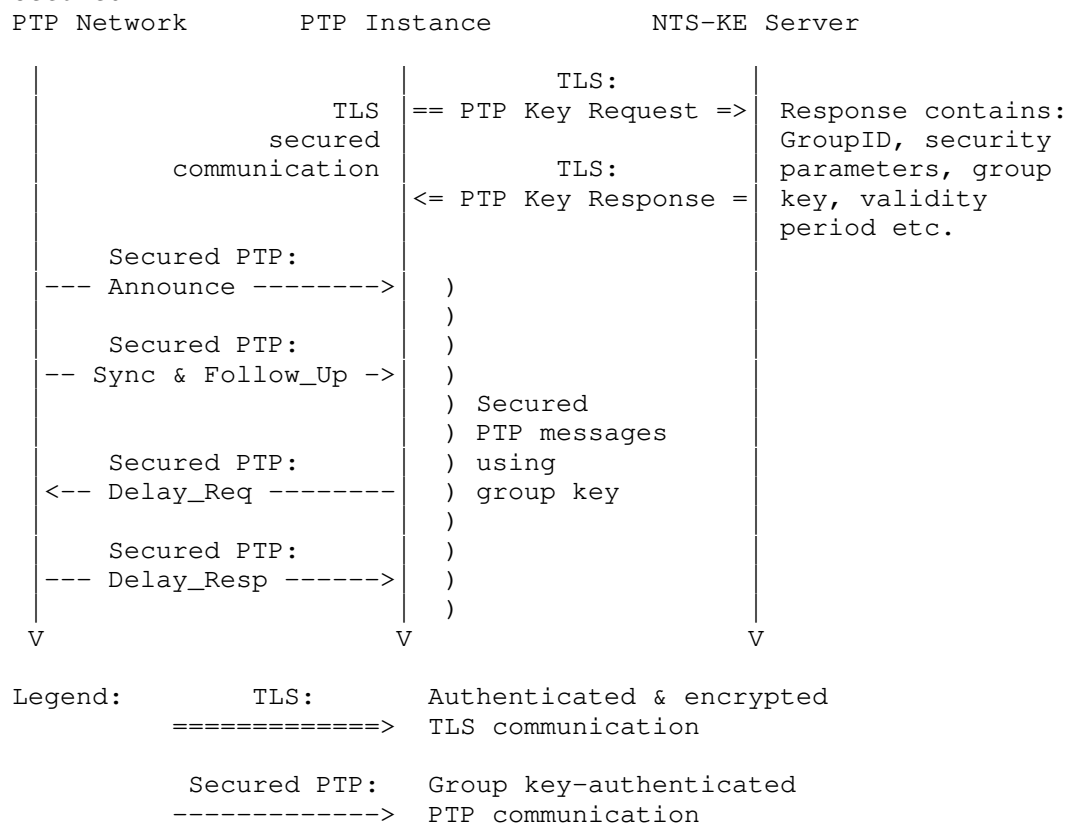 PTP Network PTP Instance NTS-KE Server
TLS:
TLS == PTP Key Request => Response contains:
secured GroupID, security
communication TLS: parameters, group
<= PTP Key Response = key, validity
period etc.
Secured PTP:
--- Announce --------> )
)
Secured PTP: )
-- Sync & Follow_Up -> )
) Secured
) PTP messages
Secured PTP: ) using
<-- Delay_Req -------- ) group key
)
Secured PTP: )
--- Delay_Resp ------> )
)
V V V
Legend: TLS: Authenticated & encrypted
=============> TLS communication
Secured PTP: Group key-authenticated
-------------> PTP communication